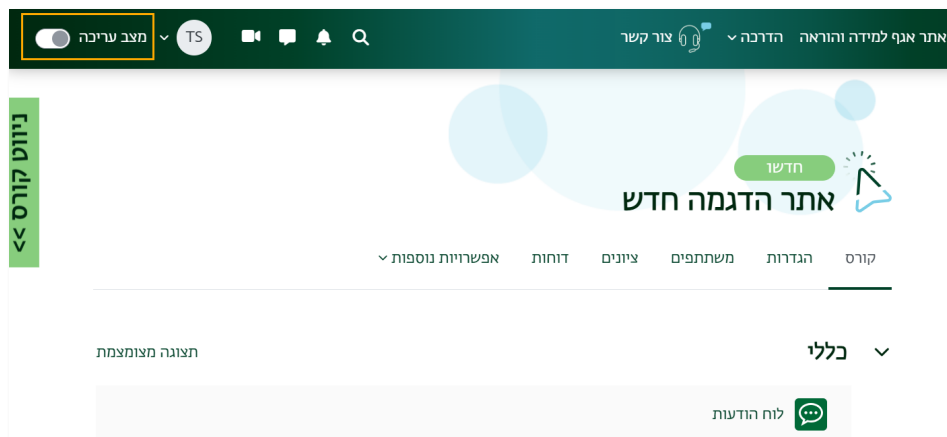 אתר אגף למידה והוראה הדרכה צור קשר TS מצב עריכה
ניווט קורס >>
חדשו
אתר הדגמה חדש
קורס הגדרות משתתפים ציונים דוחות אפשרויות נוספות
כללי תצוגה מצומצמת
לוח הודעות